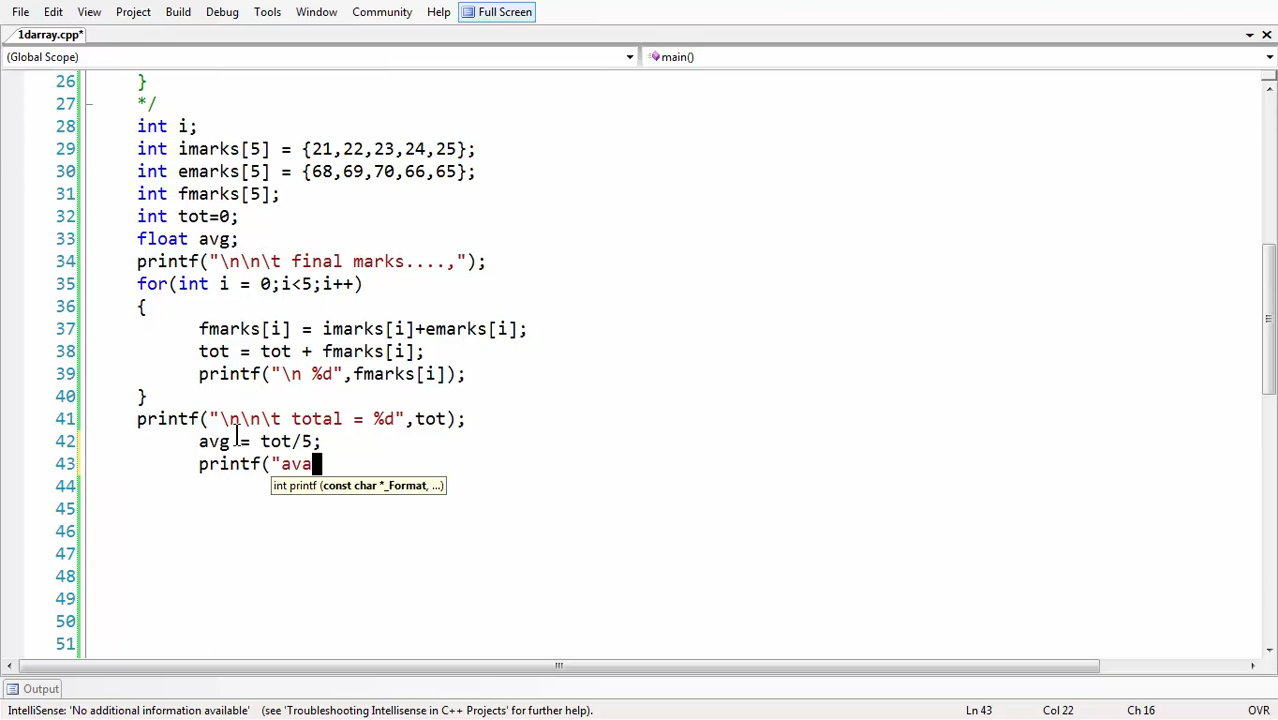 File Edit View Project Build Debug Tools Window Community Help Full Screen
1darray.cpp*
(Global Scope) main()
26 }
27 */
28 int i;
29 int imarks[5] = {21,22,23,24,25};
30 int emarks[5] = {68,69,70,66,65};
31 int fmarks[5];
32 int tot=0;
33 float avg;
34 printf("\n\n\t final marks....,");
35 for(int i = 0;i<5;i++)
36 {
37 fmarks[i] = imarks[i]+emarks[i];
38 tot = tot + fmarks[i];
39 printf("\n %d",fmarks[i]);
40 }
41 printf("\n\n\t total = %d",tot);
42 avg = tot/5;
43 printf("ava
44 int printf (const char *_Format, ...)
45
46
47
48
49
50
51
Output
IntelliSense: 'No additional information available' (see 'Troubleshooting Intellisense in C++ Projects' for further help). Ln 43 Col 22 Ch 16 OVR